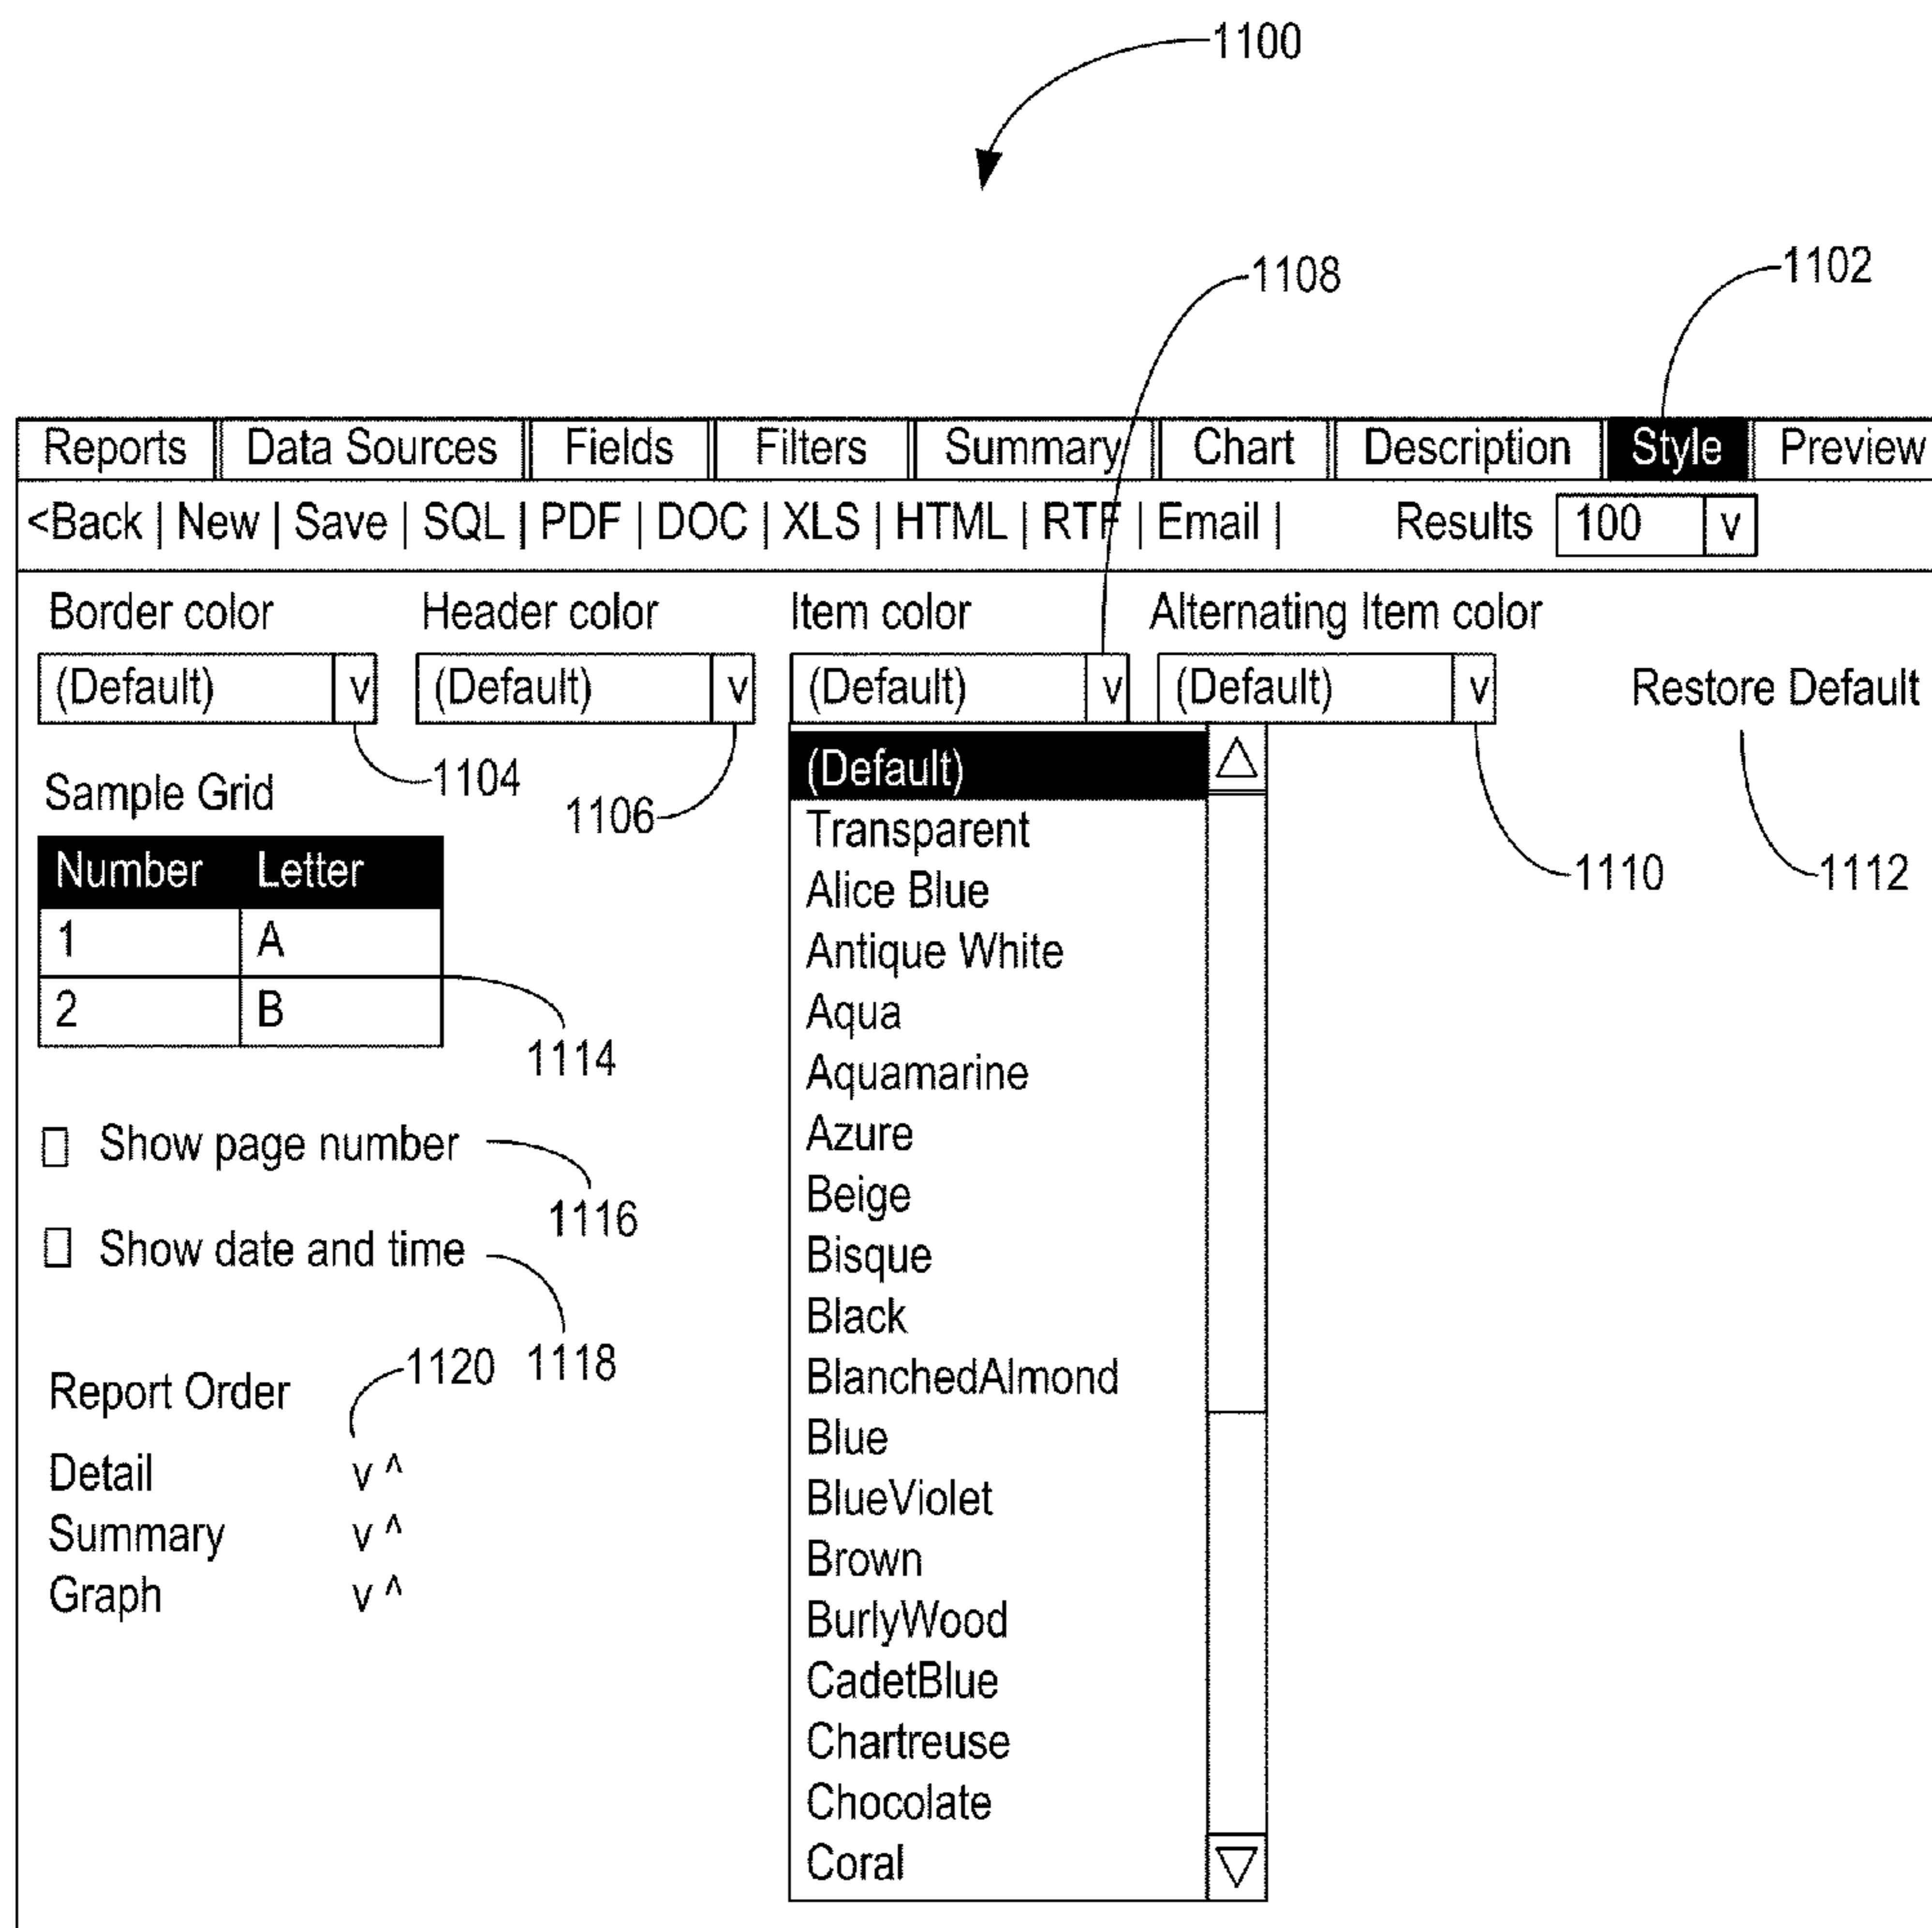 1100
1108
1102
Reports Data Sources Fields Filters Summary Chart Description Style Preview
<Back | New | Save | SQL | PDF | DOC | XLS | HTML | RTF | Email | Results 100 v
Border color Header color Item color Alternating Item color
(Default) v (Default) v (Default) v (Default) v Restore Default
1104
1106
1110
1112
Sample Grid
Number Letter
1 A
2 B
1114
Show page number
1116
Show date and time
1118
1120
Report Order
Detail v ^
Summary v ^
Graph v ^
(Default)
Transparent
Alice Blue
Antique White
Aqua
Aquamarine
Azure
Beige
Bisque
Black
BlanchedAlmond
Blue
BlueViolet
Brown
BurlyWood
CadetBlue
Chartreuse
Chocolate
Coral